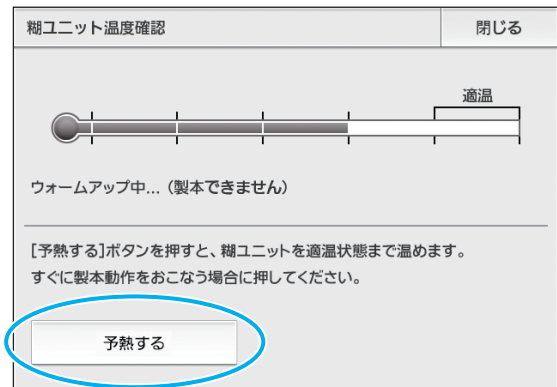 糊ユニット温度確認
閉じる
適温
ウォームアップ中... (製本できません)
[予熱する]ボタンを押すと、糊ユニットを適温状態まで温めます。
すぐに製本動作をおこなう場合に押してください。
予熱する